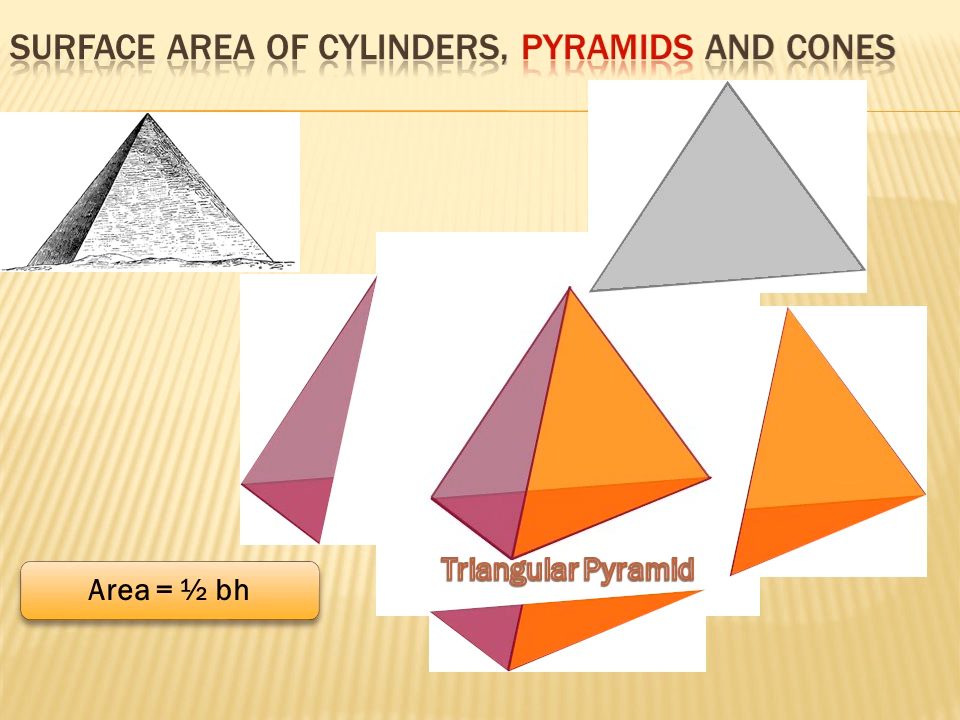 SURFACE AREA OF CYLINDERS, PYRAMIDS AND CONES
Triangular Pyramid
Area = ½ bh